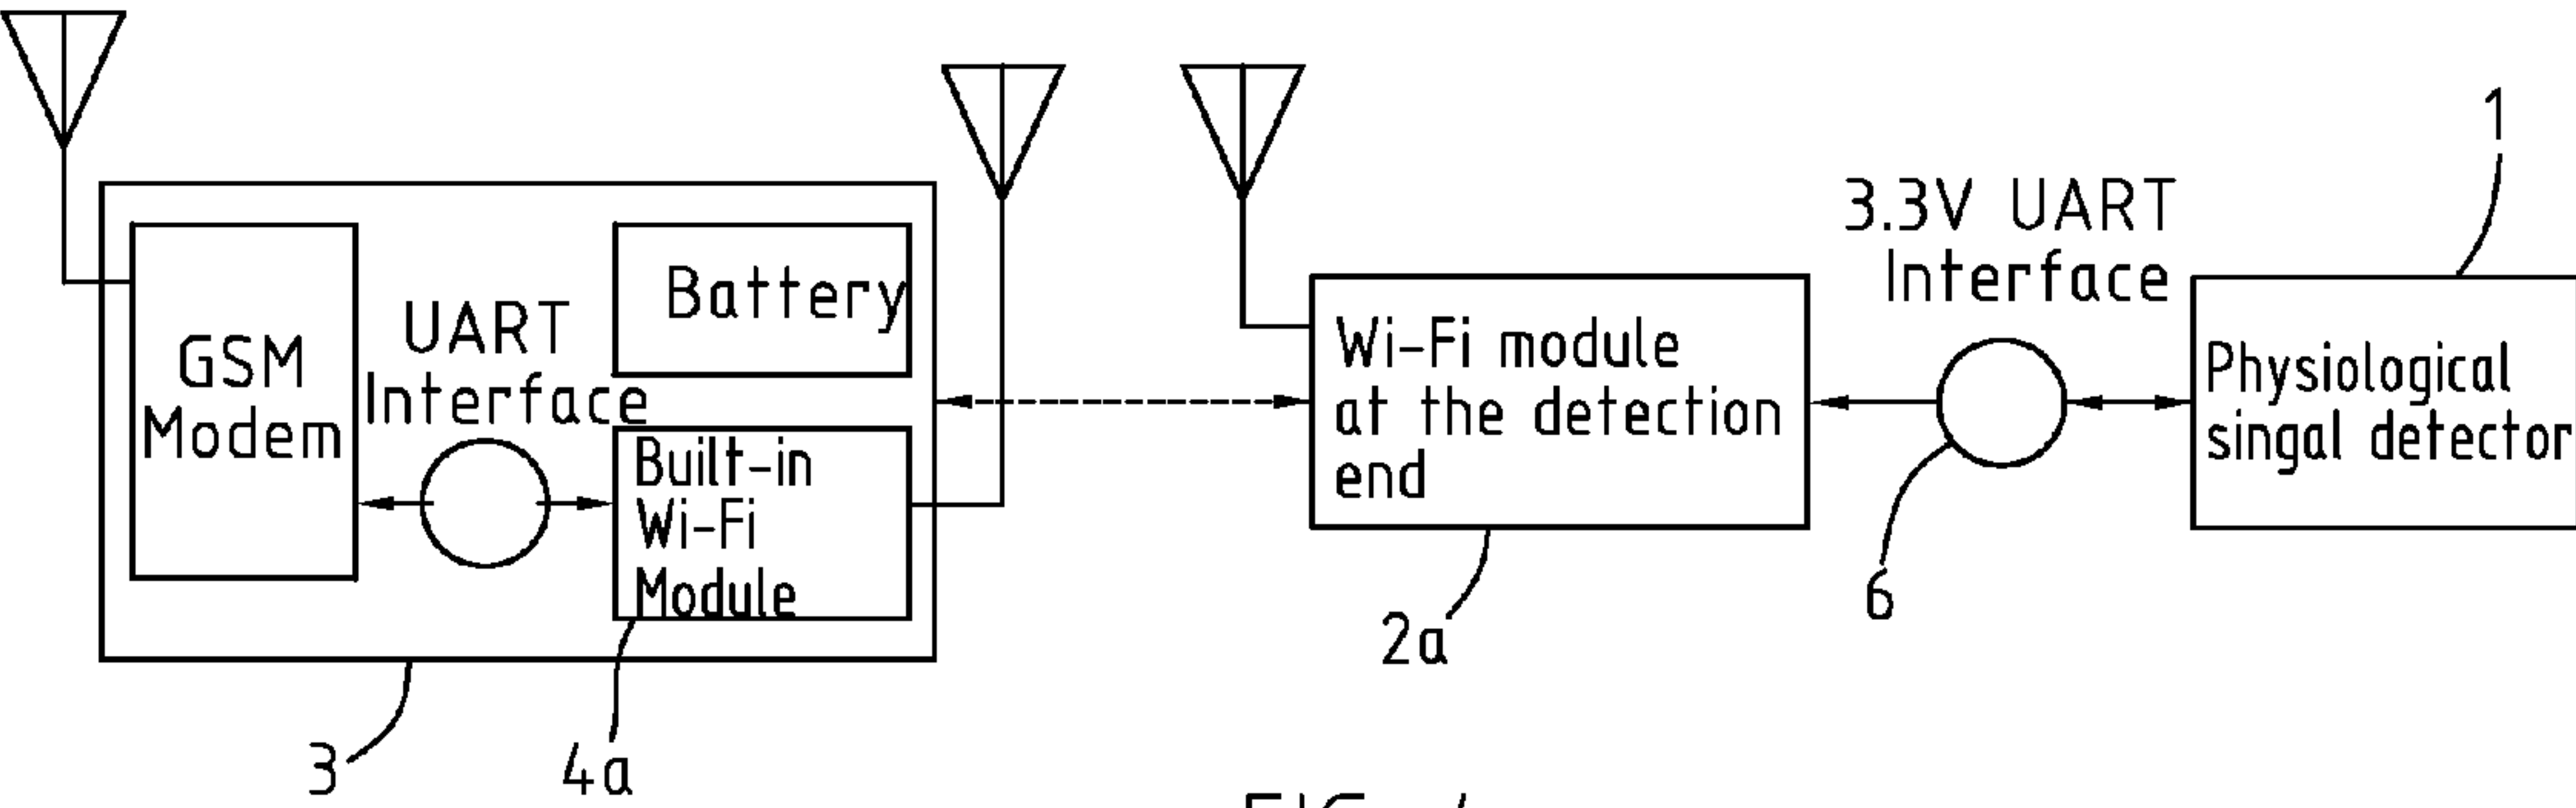 GSM
Modem
UART
Interface
Battery
Built-in
Wi-Fi
Module
3
4a
Wi-Fi module
at the detection
end
2a
3.3V UART
Interface
6
Physiological
singal detector
1